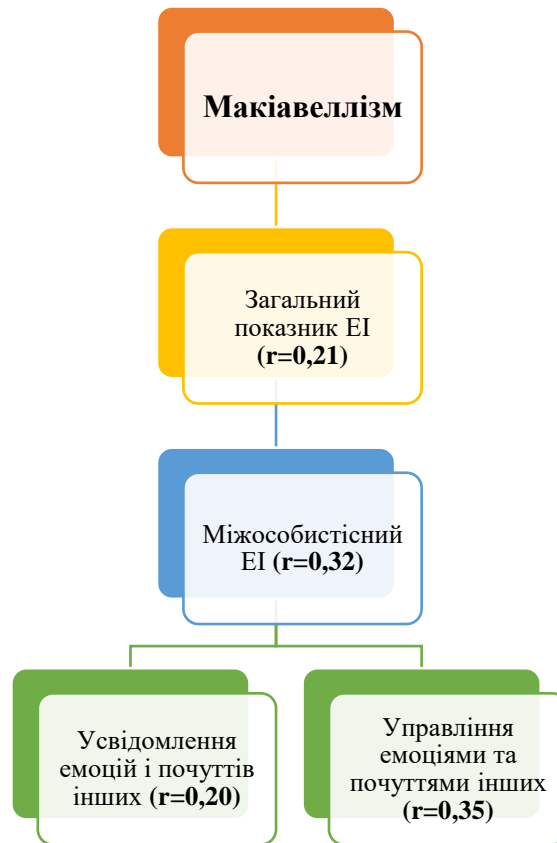 Макіавеллізм
Загальний
показник ЕІ
(r=0,21)
Міжособистісний
ЕІ (r=0,32)
Усвідомлення
емоцій і почуттів
інших (r=0,20)
Управління
емоціями та
почуттями інших
(r=0,35)